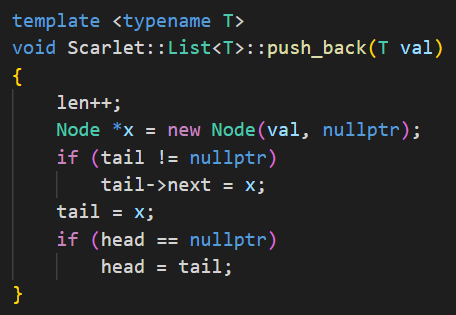 template <typename T>
void Scarlet::List<T>::push_back(T val)
{
    len++;
    Node *x = new Node(val, nullptr);
    if (tail != nullptr)
        tail->next = x;
    tail = x;
    if (head == nullptr)
        head = tail;
}